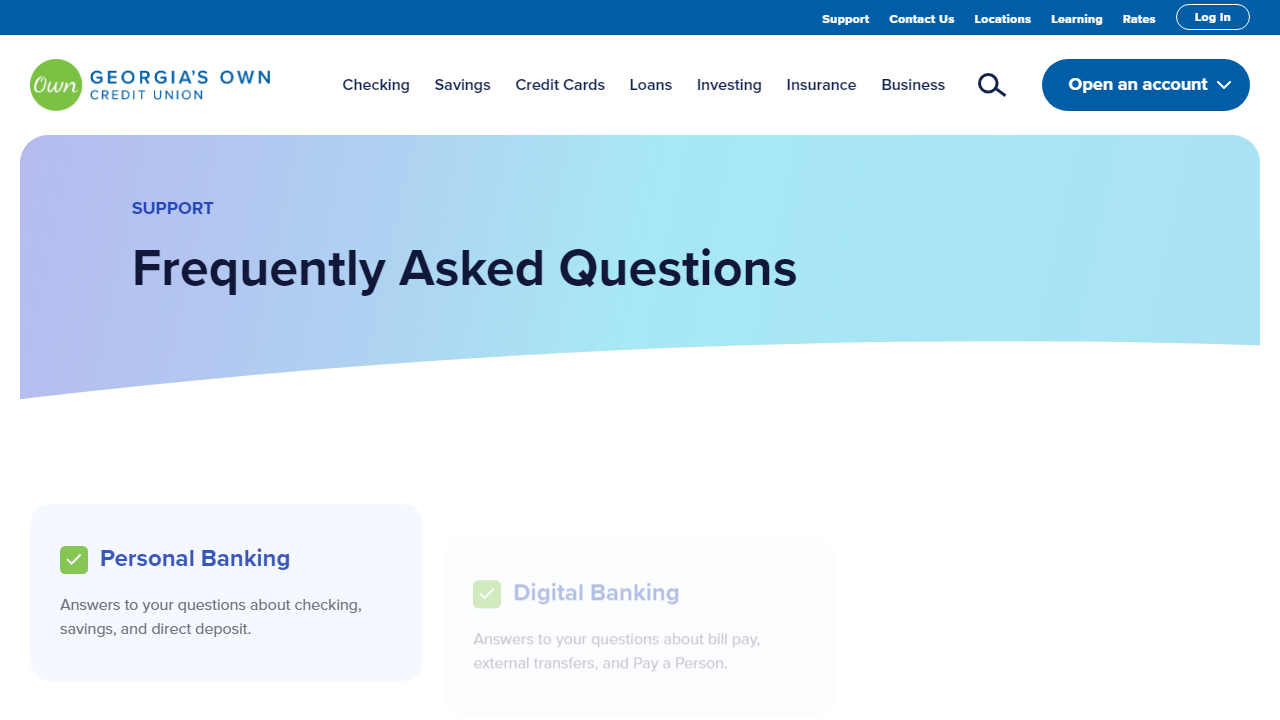 Support Contact Us Locations Learning Rates Log In
Own GEORGIA'S OWN
CREDIT UNION
Checking Savings Credit Cards Loans Investing Insurance Business Open an account
SUPPORT
Frequently Asked Questions
Personal Banking
Answers to your questions about checking,
savings, and direct deposit.
Digital Banking
Answers to your questions about bill pay,
external transfers, and Pay a Person.